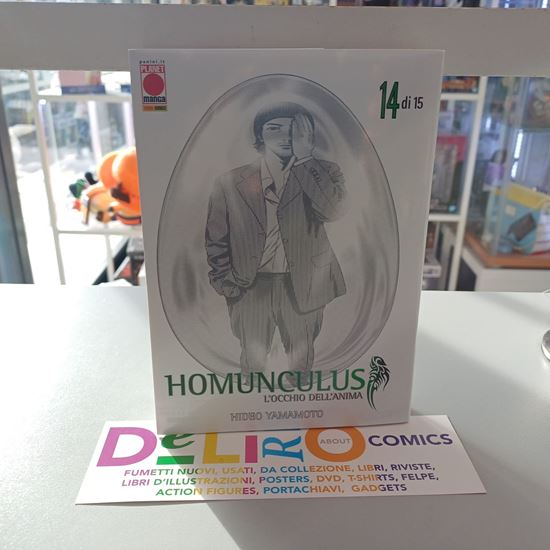 panini.it
PLANET
manga
14 di 15
HOMUNCULUS
L'OCCHIO DELL'ANIMA
HIDEO YAMAMOTO
DeLiRO ABOUT COMICS
FUMETTI NUOVI, USATI, DA COLLEZIONE, LIBRI, RIVISTE,
LIBRI D'ILLUSTRAZIONI, POSTERS, DVD, T-SHIRTS, FELPE,
ACTION FIGURES, PORTACHIAVI, GADGETS